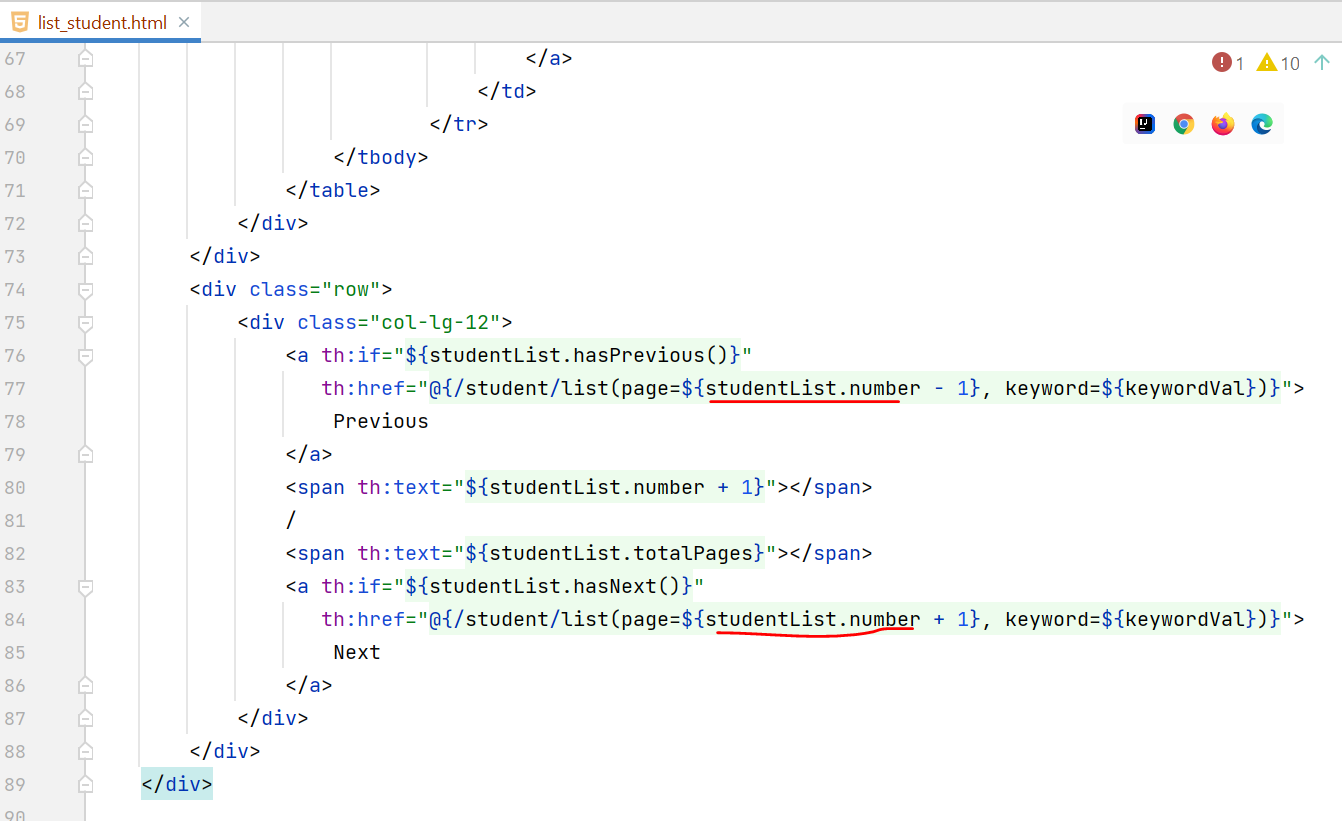 list_student.html
1 10
67 </a>
68 </td>
69 </tr>
70 </tbody>
71 </table>
72 </div>
73 </div>
74 <div class="row">
75 <div class="col-lg-12">
76 <a th:if="${studentList.hasPrevious()}"
77 th:href="@{/student/list(page=${studentList.number - 1}, keyword=${keywordVal})}">
78 Previous
79 </a>
80 <span th:text="${studentList.number + 1}"></span>
81 /
82 <span th:text="${studentList.totalPages}"></span>
83 <a th:if="${studentList.hasNext()}"
84 th:href="@{/student/list(page=${studentList.number + 1}, keyword=${keywordVal})}">
85 Next
86 </a>
87 </div>
88 </div>
89 </div>
90